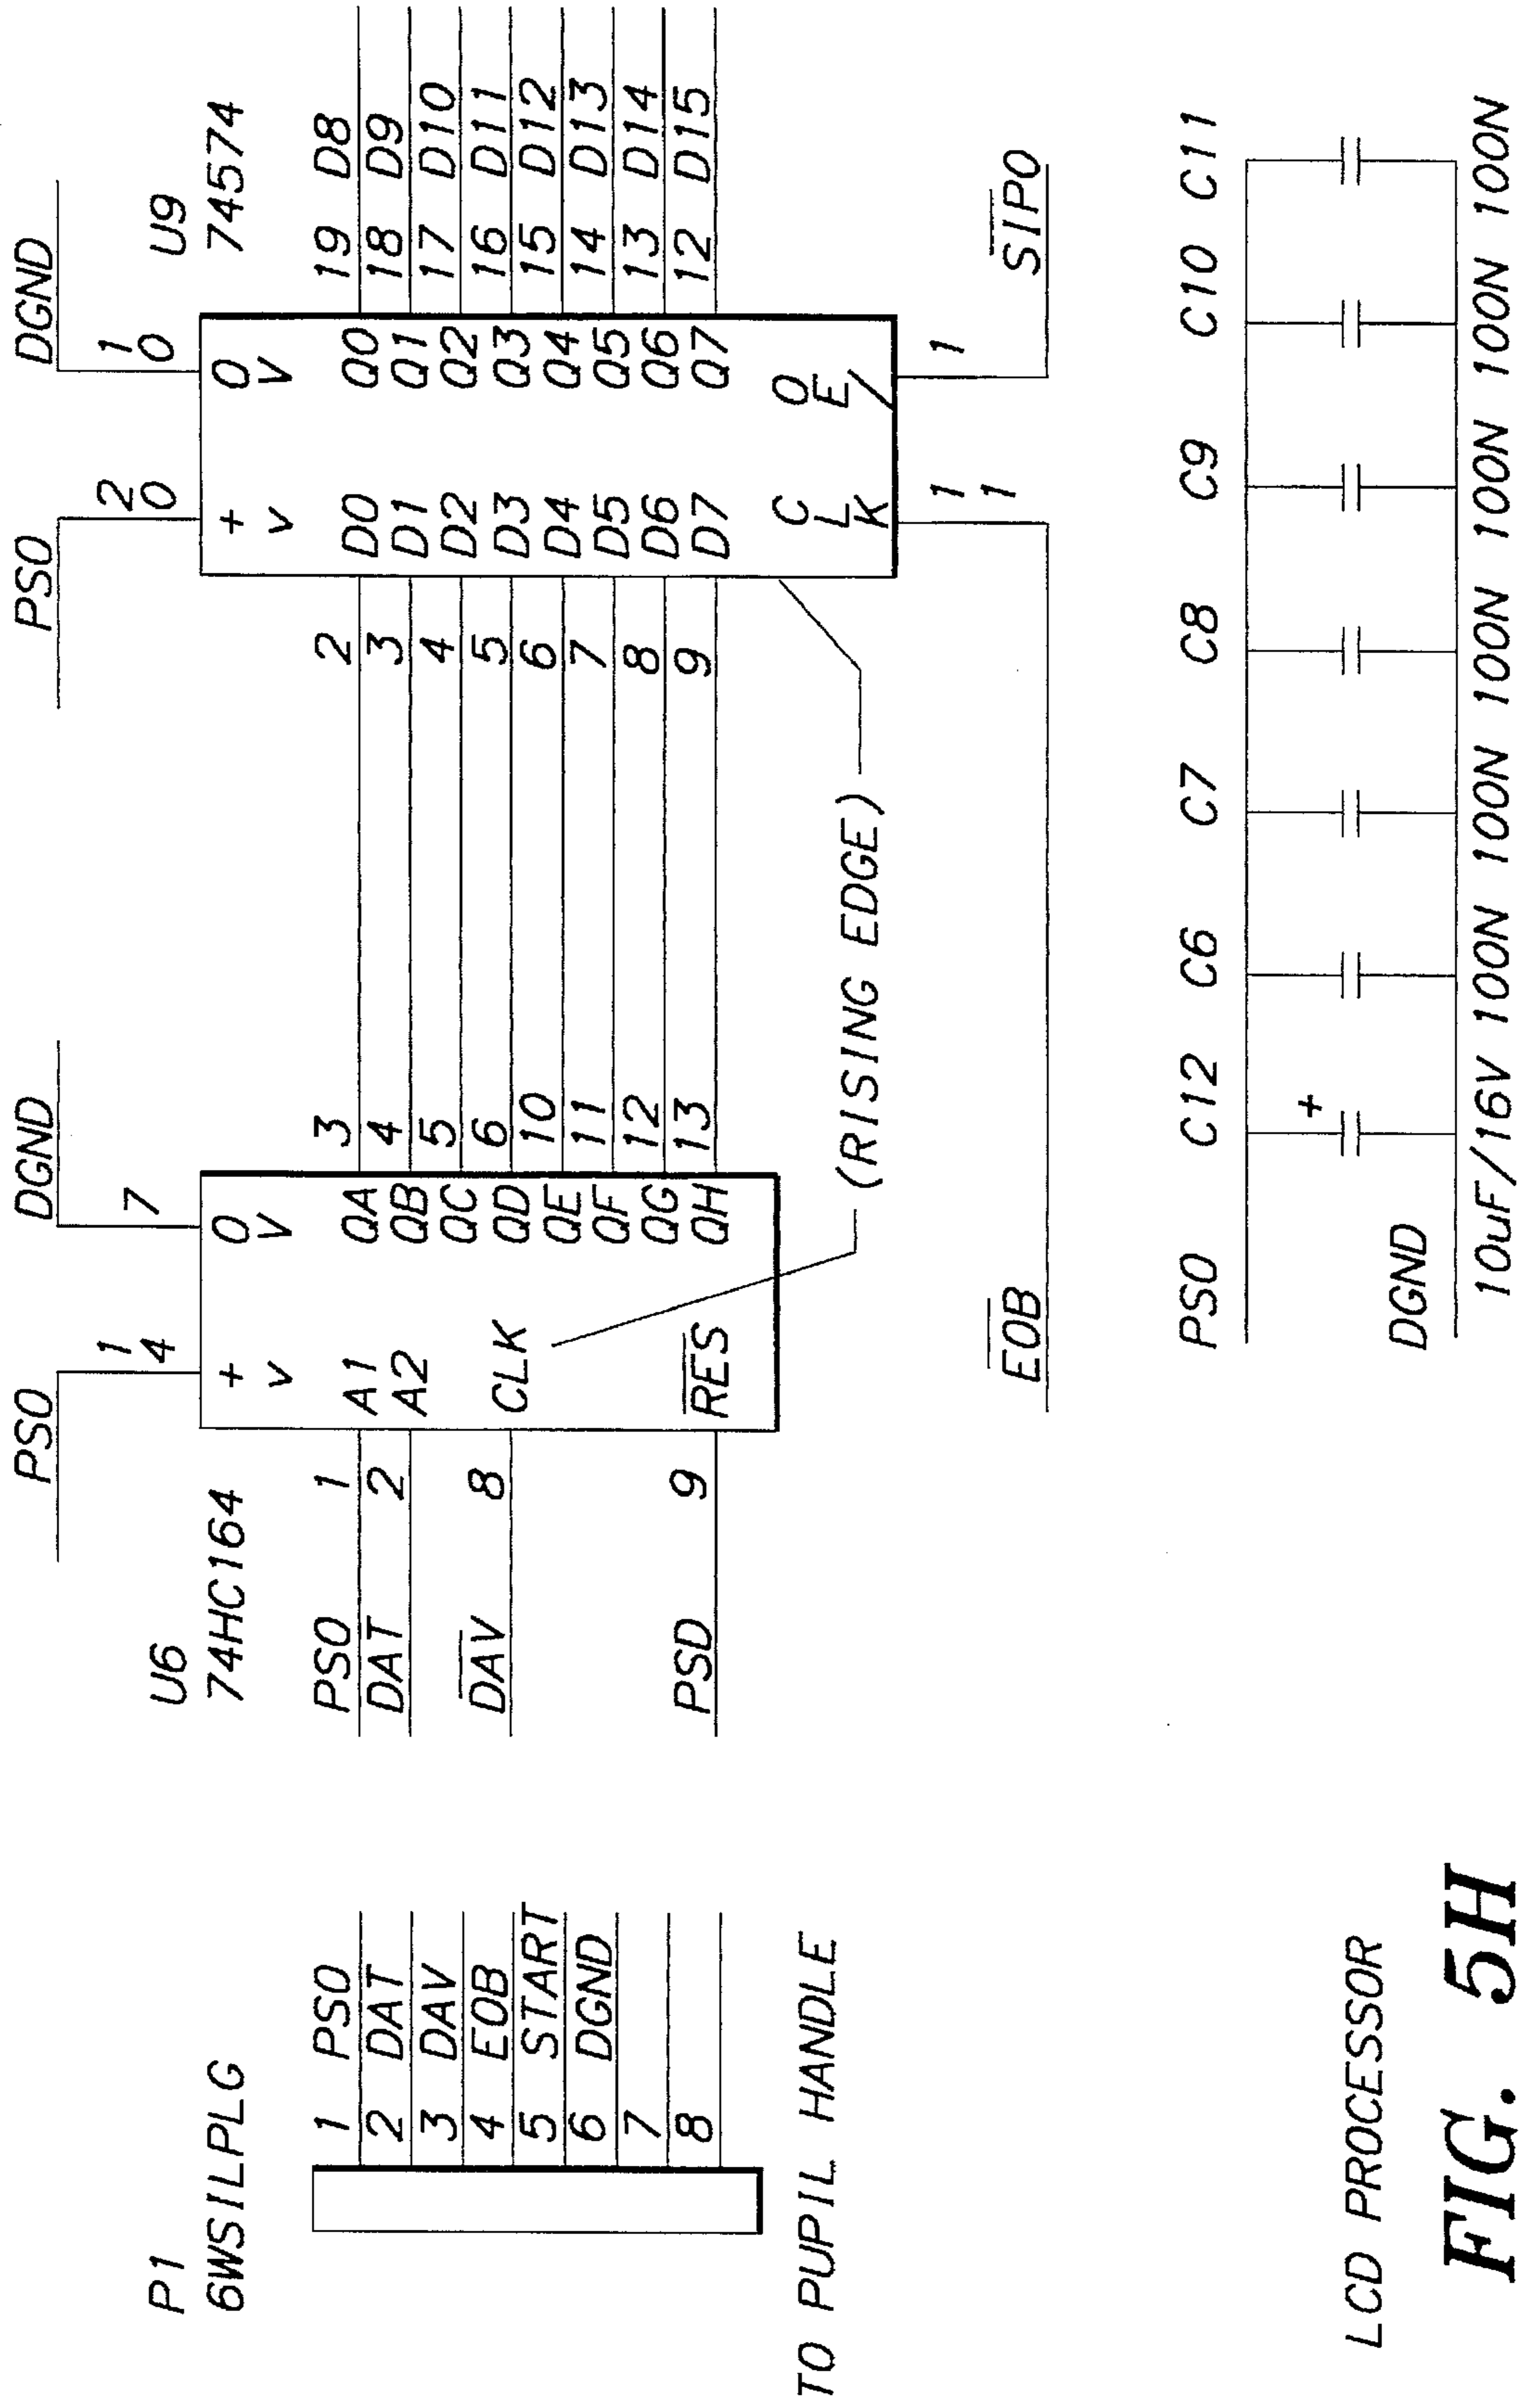 P1
6WSILPLG
1 PSO
2 DAT
3 DAV
4 EOB
5 START
6 DGND
7
8
TO PUPIL HANDLE
U6
74HC164
PSO
DGND
14
7
+V
0V
PSO 1 A1
DAT 2 A2
D̅A̅V̅ 8 CLK
PSD 9 R̅E̅S̅
QA 3
QB 4
QC 5
QD 6
QE 10
QF 11
QG 12
QH 13
(RISING EDGE)
U9
74574
PSO
DGND
20
10
+V
0V
2 D0
3 D1
4 D2
5 D3
6 D4
7 D5
8 D6
9 D7
Q0 19 D8
Q1 18 D9
Q2 17 D10
Q3 16 D11
Q4 15 D12
Q5 14 D13
Q6 13 D14
Q7 12 D15
CLK
OE/
11
1
E̅O̅B̅
S̅IPO
PSO C12 C6 C7 C8 C9 C10 C11
+
DGND
10uF/16V 100N 100N 100N 100N 100N 100N
LCD PROCESSOR
FIG. 5H